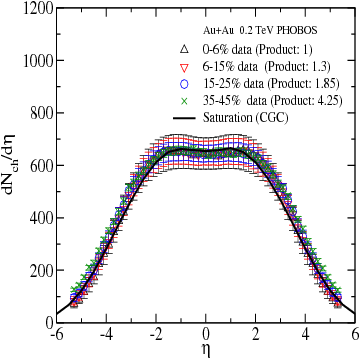 1200
1000
800
600
400
200
0
dN_ch/dη
Au+Au 0.2 TeV PHOBOS
0-6% data (Product: 1)
6-15% data (Product: 1.3)
15-25% data (Product: 1.85)
35-45% data (Product: 4.25)
Saturation (CGC)
-6 -4 -2 0 2 4 6
η